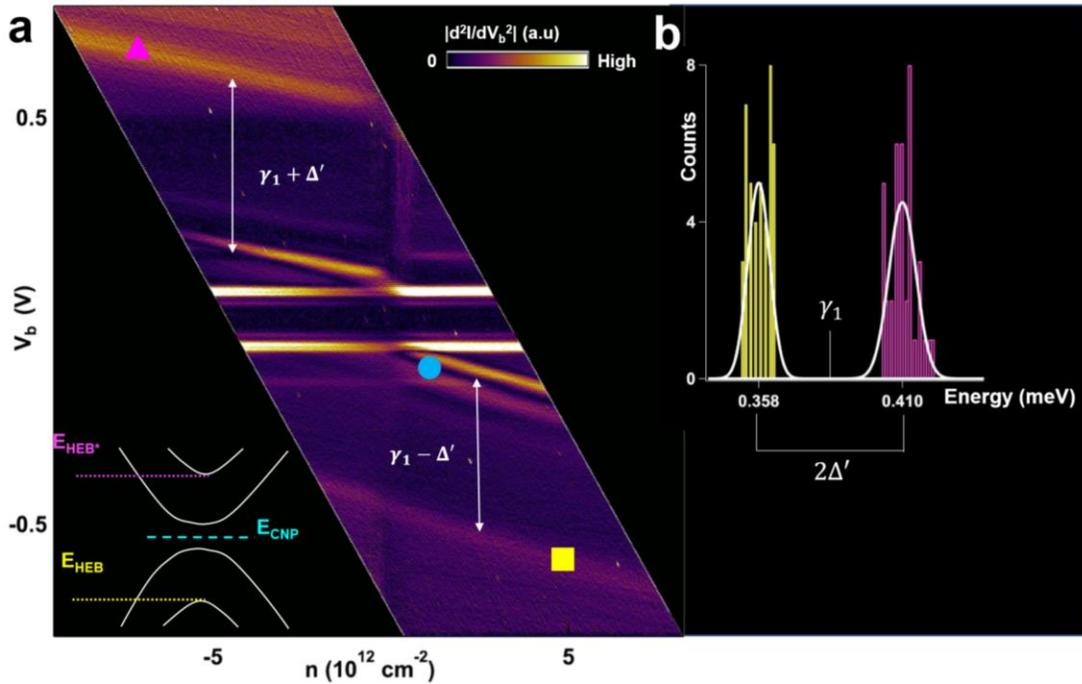 a
|d²I/dV_b²| (a.u)
0 High
b
0.5
-0.5
V_b (V)
γ₁ + Δ′
γ₁ − Δ′
E_HEB*
E_CNP
E_HEB
-5 5
n (10¹² cm⁻²)
8
4
0
Counts
γ₁
0.358 0.410 Energy (meV)
2Δ′